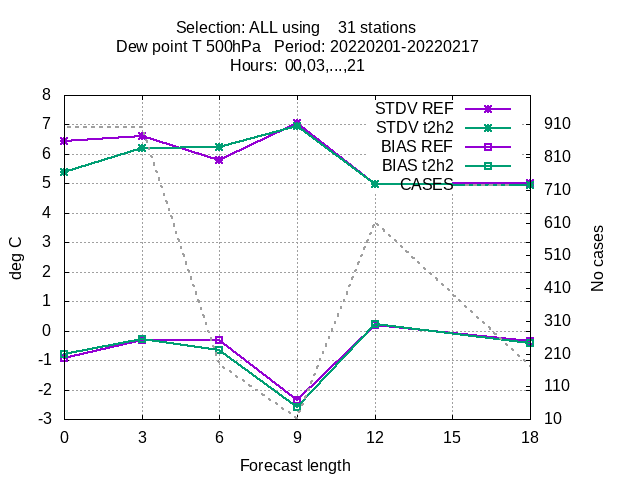 Selection: ALL using    31 stations
Dew point T 500hPa   Period: 20220201-20220217
Hours:  00,03,...,21
STDV REF
STDV t2h2
BIAS REF
BIAS t2h2
CASES
8
7
6
5
4
3
2
1
0
-1
-2
-3
deg C
910
810
710
610
510
410
310
210
110
10
No cases
0 3 6 9 12 15 18
Forecast length